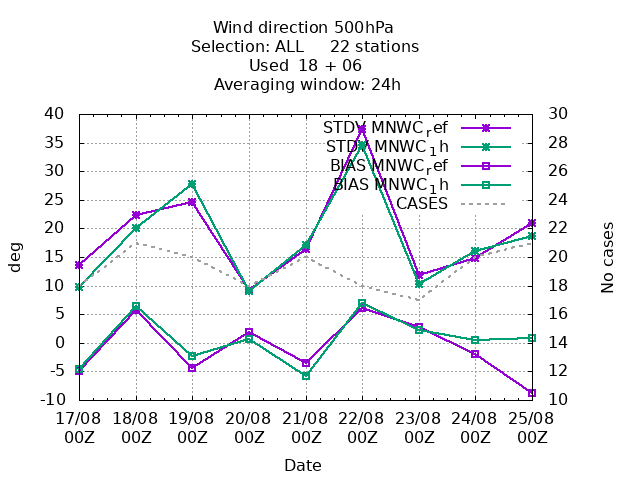 Wind direction 500hPa
Selection: ALL 22 stations
Used 18 + 06
Averaging window: 24h
40
35
30
25
20
15
10
5
0
-5
-10
deg
30
28
26
24
22
20
18
16
14
12
10
No cases
STDV MNWC_ref
STDV MNWC_1h
BIAS MNWC_ref
BIAS MNWC_1h
CASES
17/08 18/08 19/08 20/08 21/08 22/08 23/08 24/08 25/08
00Z 00Z 00Z 00Z 00Z 00Z 00Z 00Z 00Z
Date